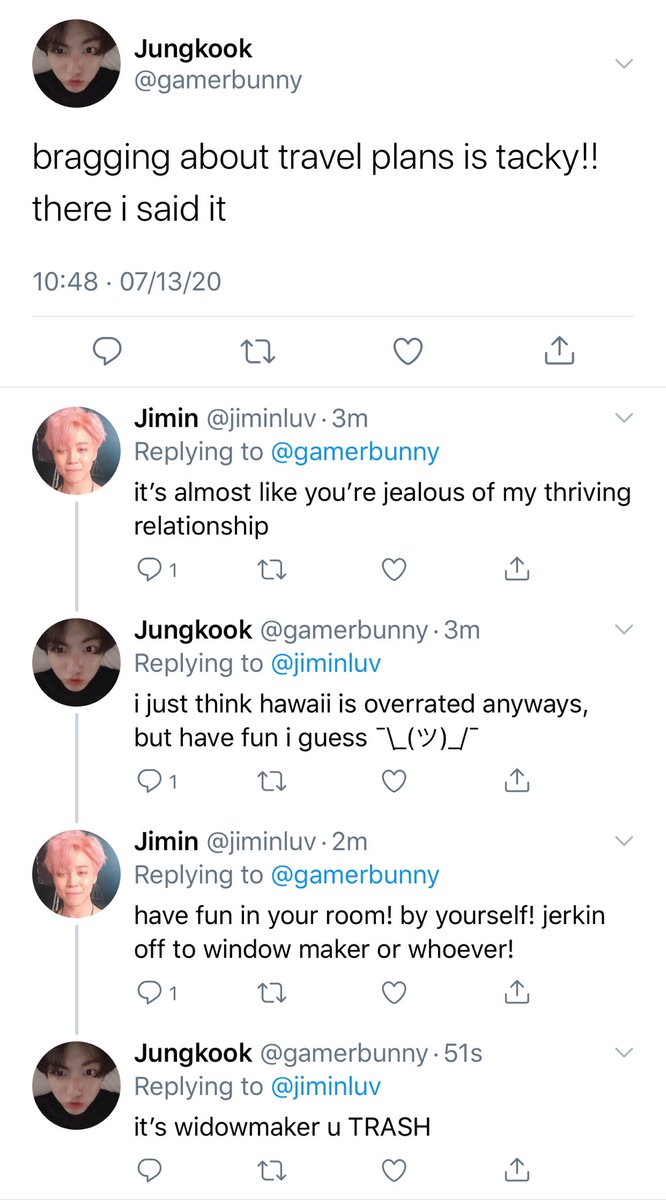 Jungkook
@gamerbunny
bragging about travel plans is tacky!!
there i said it
10:48 · 07/13/20
Jimin @jiminluv · 3m
Replying to @gamerbunny
it's almost like you're jealous of my thriving
relationship
1
Jungkook @gamerbunny · 3m
Replying to @jiminluv
i just think hawaii is overrated anyways,
but have fun i guess ¯\_(ツ)_/¯
1
Jimin @jiminluv · 2m
Replying to @gamerbunny
have fun in your room! by yourself! jerkin
off to window maker or whoever!
1
Jungkook @gamerbunny · 51s
Replying to @jiminluv
it's widowmaker u TRASH